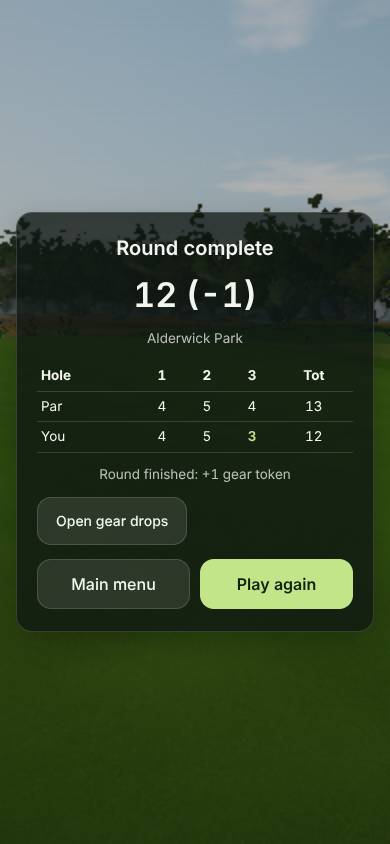 Round complete
12 (-1)
Alderwick Park
Hole 1 2 3 Tot
Par 4 5 4 13
You 4 5 3 12
Round finished: +1 gear token
Open gear drops
Main menu Play again